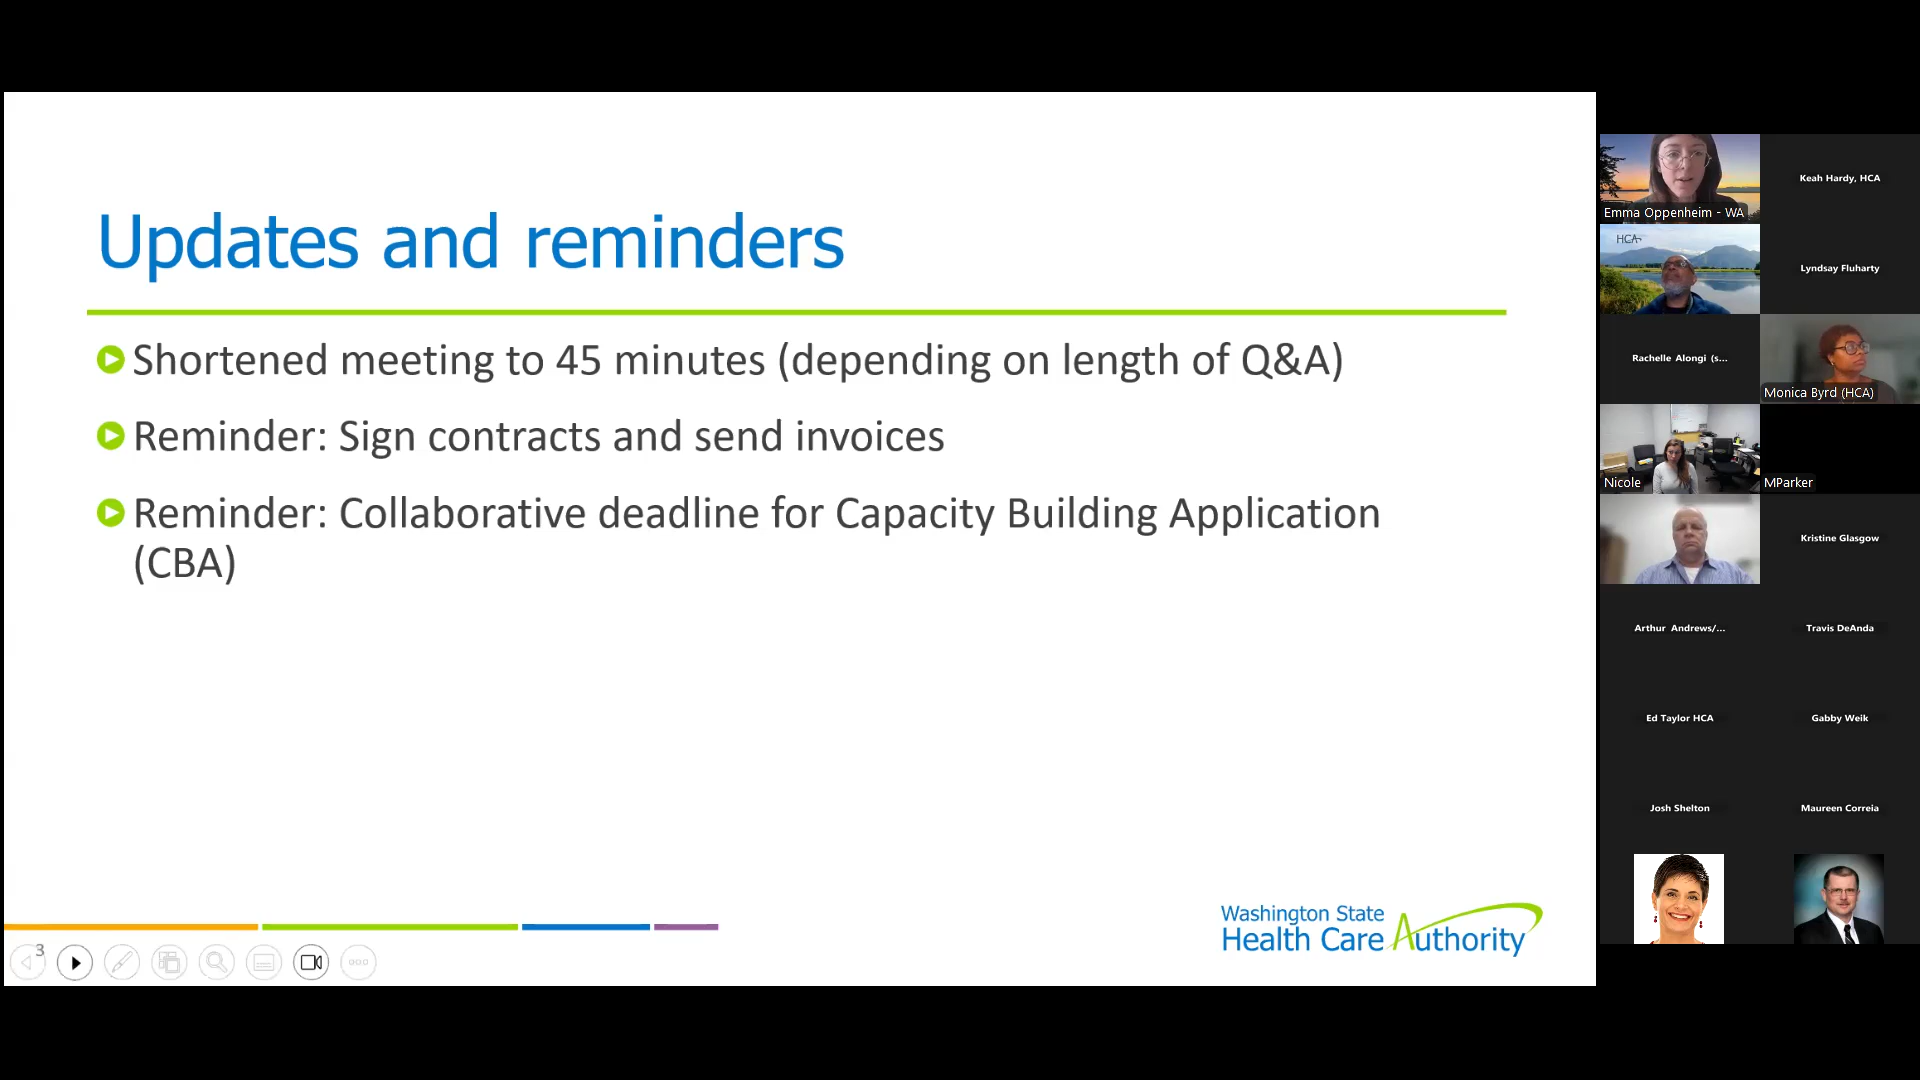 Updates and reminders
Shortened meeting to 45 minutes (depending on length of Q&A)
Reminder: Sign contracts and send invoices
Reminder: Collaborative deadline for Capacity Building Application
(CBA)
3
Washington State
Health Care Authority
Emma Oppenheim - WA
Keah Hardy, HCA
HCA
Lyndsay Fluharty
Rachelle Alongi (s...
Monica Byrd (HCA)
Nicole
MParker
Kristine Glasgow
Arthur Andrews/...
Travis DeAnda
Ed Taylor HCA
Gabby Weik
Josh Shelton
Maureen Correia